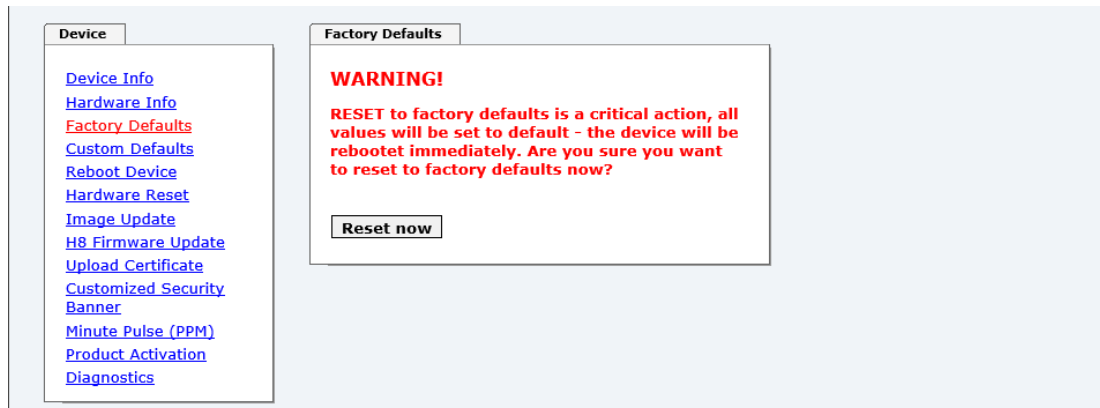 Device
Device Info
Hardware Info
Factory Defaults
Custom Defaults
Reboot Device
Hardware Reset
Image Update
H8 Firmware Update
Upload Certificate
Customized Security
Banner
Minute Pulse (PPM)
Product Activation
Diagnostics
Factory Defaults
WARNING!
RESET to factory defaults is a critical action, all
values will be set to default - the device will be
rebootet immediately. Are you sure you want
to reset to factory defaults now?
Reset now